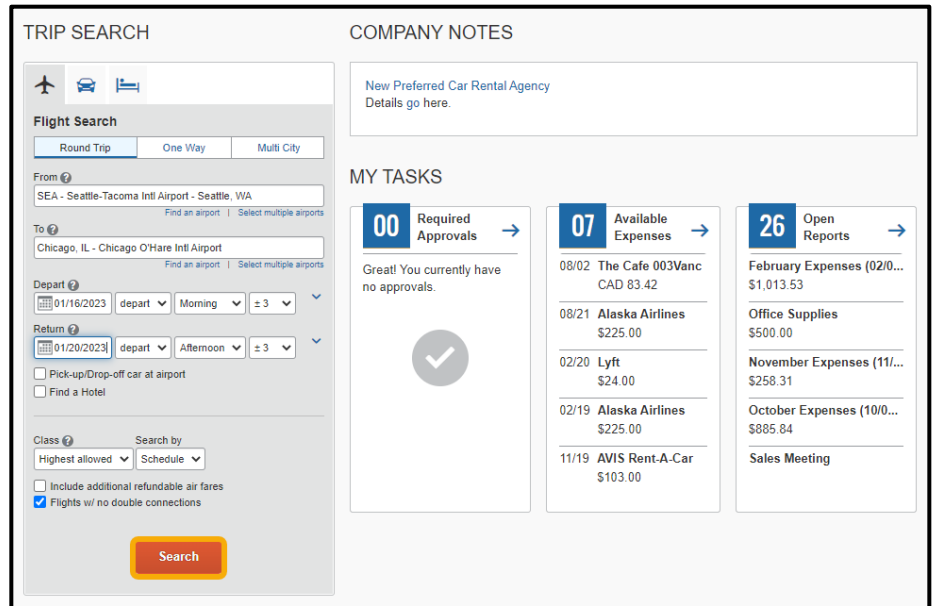 TRIP SEARCH
Flight Search
Round Trip One Way Multi City
From ?
SEA - Seattle-Tacoma Intl Airport - Seattle, WA
Find an airport | Select multiple airports
To ?
Chicago, IL - Chicago O'Hare Intl Airport
Find an airport | Select multiple airports
Depart ?
01/16/2023 depart Morning ± 3
Return ?
01/20/2023 depart Afternoon ± 3
Pick-up/Drop-off car at airport
Find a Hotel
Class ? Search by
Highest allowed Schedule
Include additional refundable air fares
Flights w/ no double connections
Search
COMPANY NOTES
New Preferred Car Rental Agency
Details go here.
MY TASKS
00 Required
Approvals
Great! You currently have
no approvals.
07 Available
Expenses
08/02 The Cafe 003Vanc
CAD 83.42
08/21 Alaska Airlines
$225.00
02/20 Lyft
$24.00
02/19 Alaska Airlines
$225.00
11/19 AVIS Rent-A-Car
$103.00
26 Open
Reports
February Expenses (02/0...
$1,013.53
Office Supplies
$500.00
November Expenses (11/...
$258.31
October Expenses (10/0...
$885.84
Sales Meeting